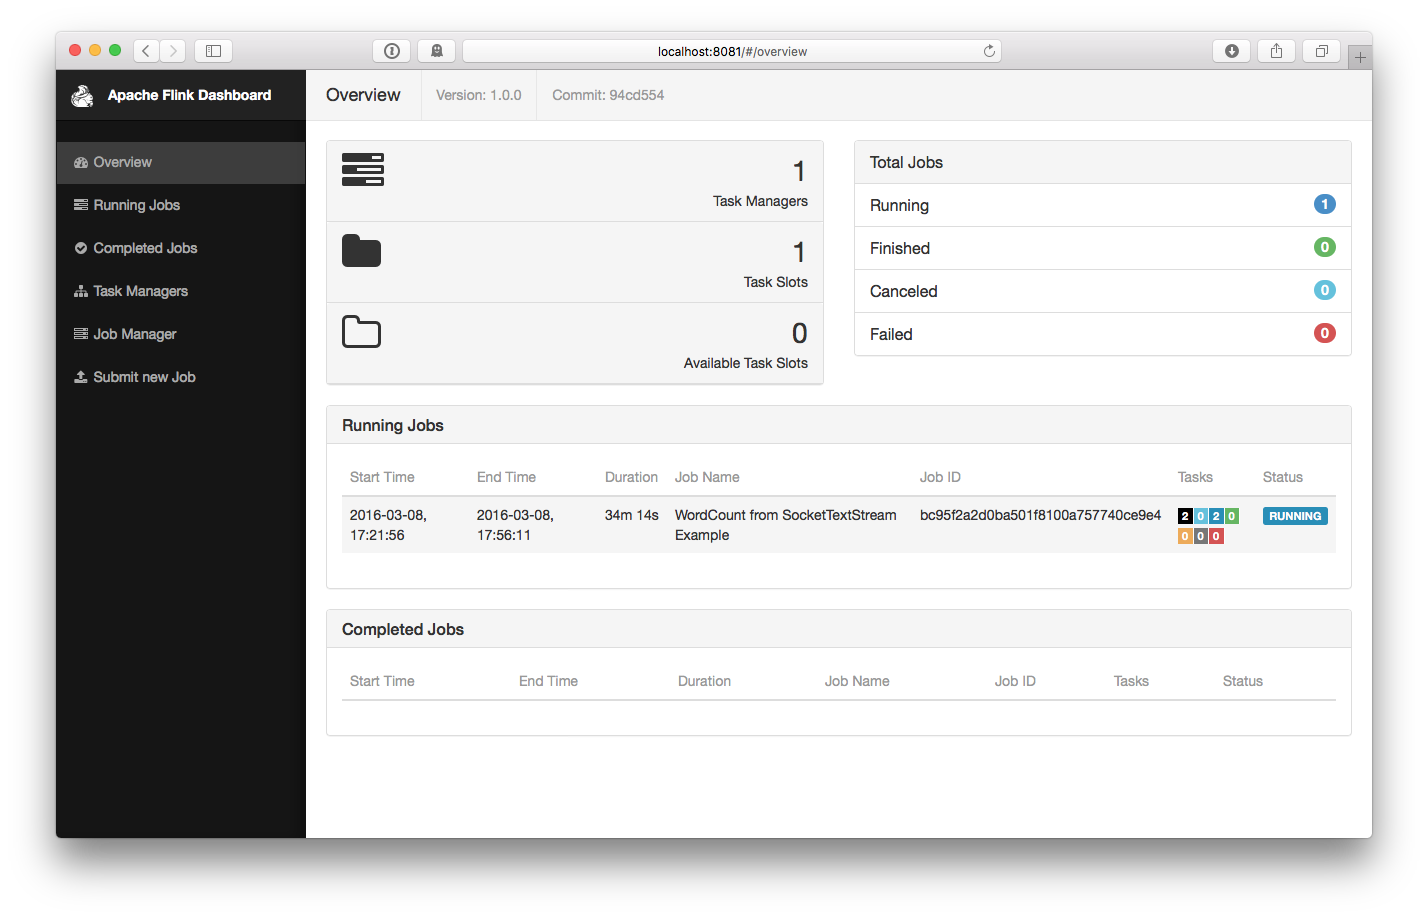 localhost:8081/#/overview
Apache Flink Dashboard
Overview
Version: 1.0.0
Commit: 94cd554
Overview
Running Jobs
Completed Jobs
Task Managers
Job Manager
Submit new Job
1
Task Managers
1
Task Slots
0
Available Task Slots
Total Jobs
Running 1
Finished 0
Canceled 0
Failed 0
Running Jobs
Start Time End Time Duration Job Name Job ID Tasks Status
2016-03-08, 2016-03-08, 34m 14s WordCount from SocketTextStream bc95f2a2d0ba501f8100a757740ce9e4 2 0 2 0 RUNNING
17:21:56 17:56:11 Example 0 0 0
Completed Jobs
Start Time End Time Duration Job Name Job ID Tasks Status